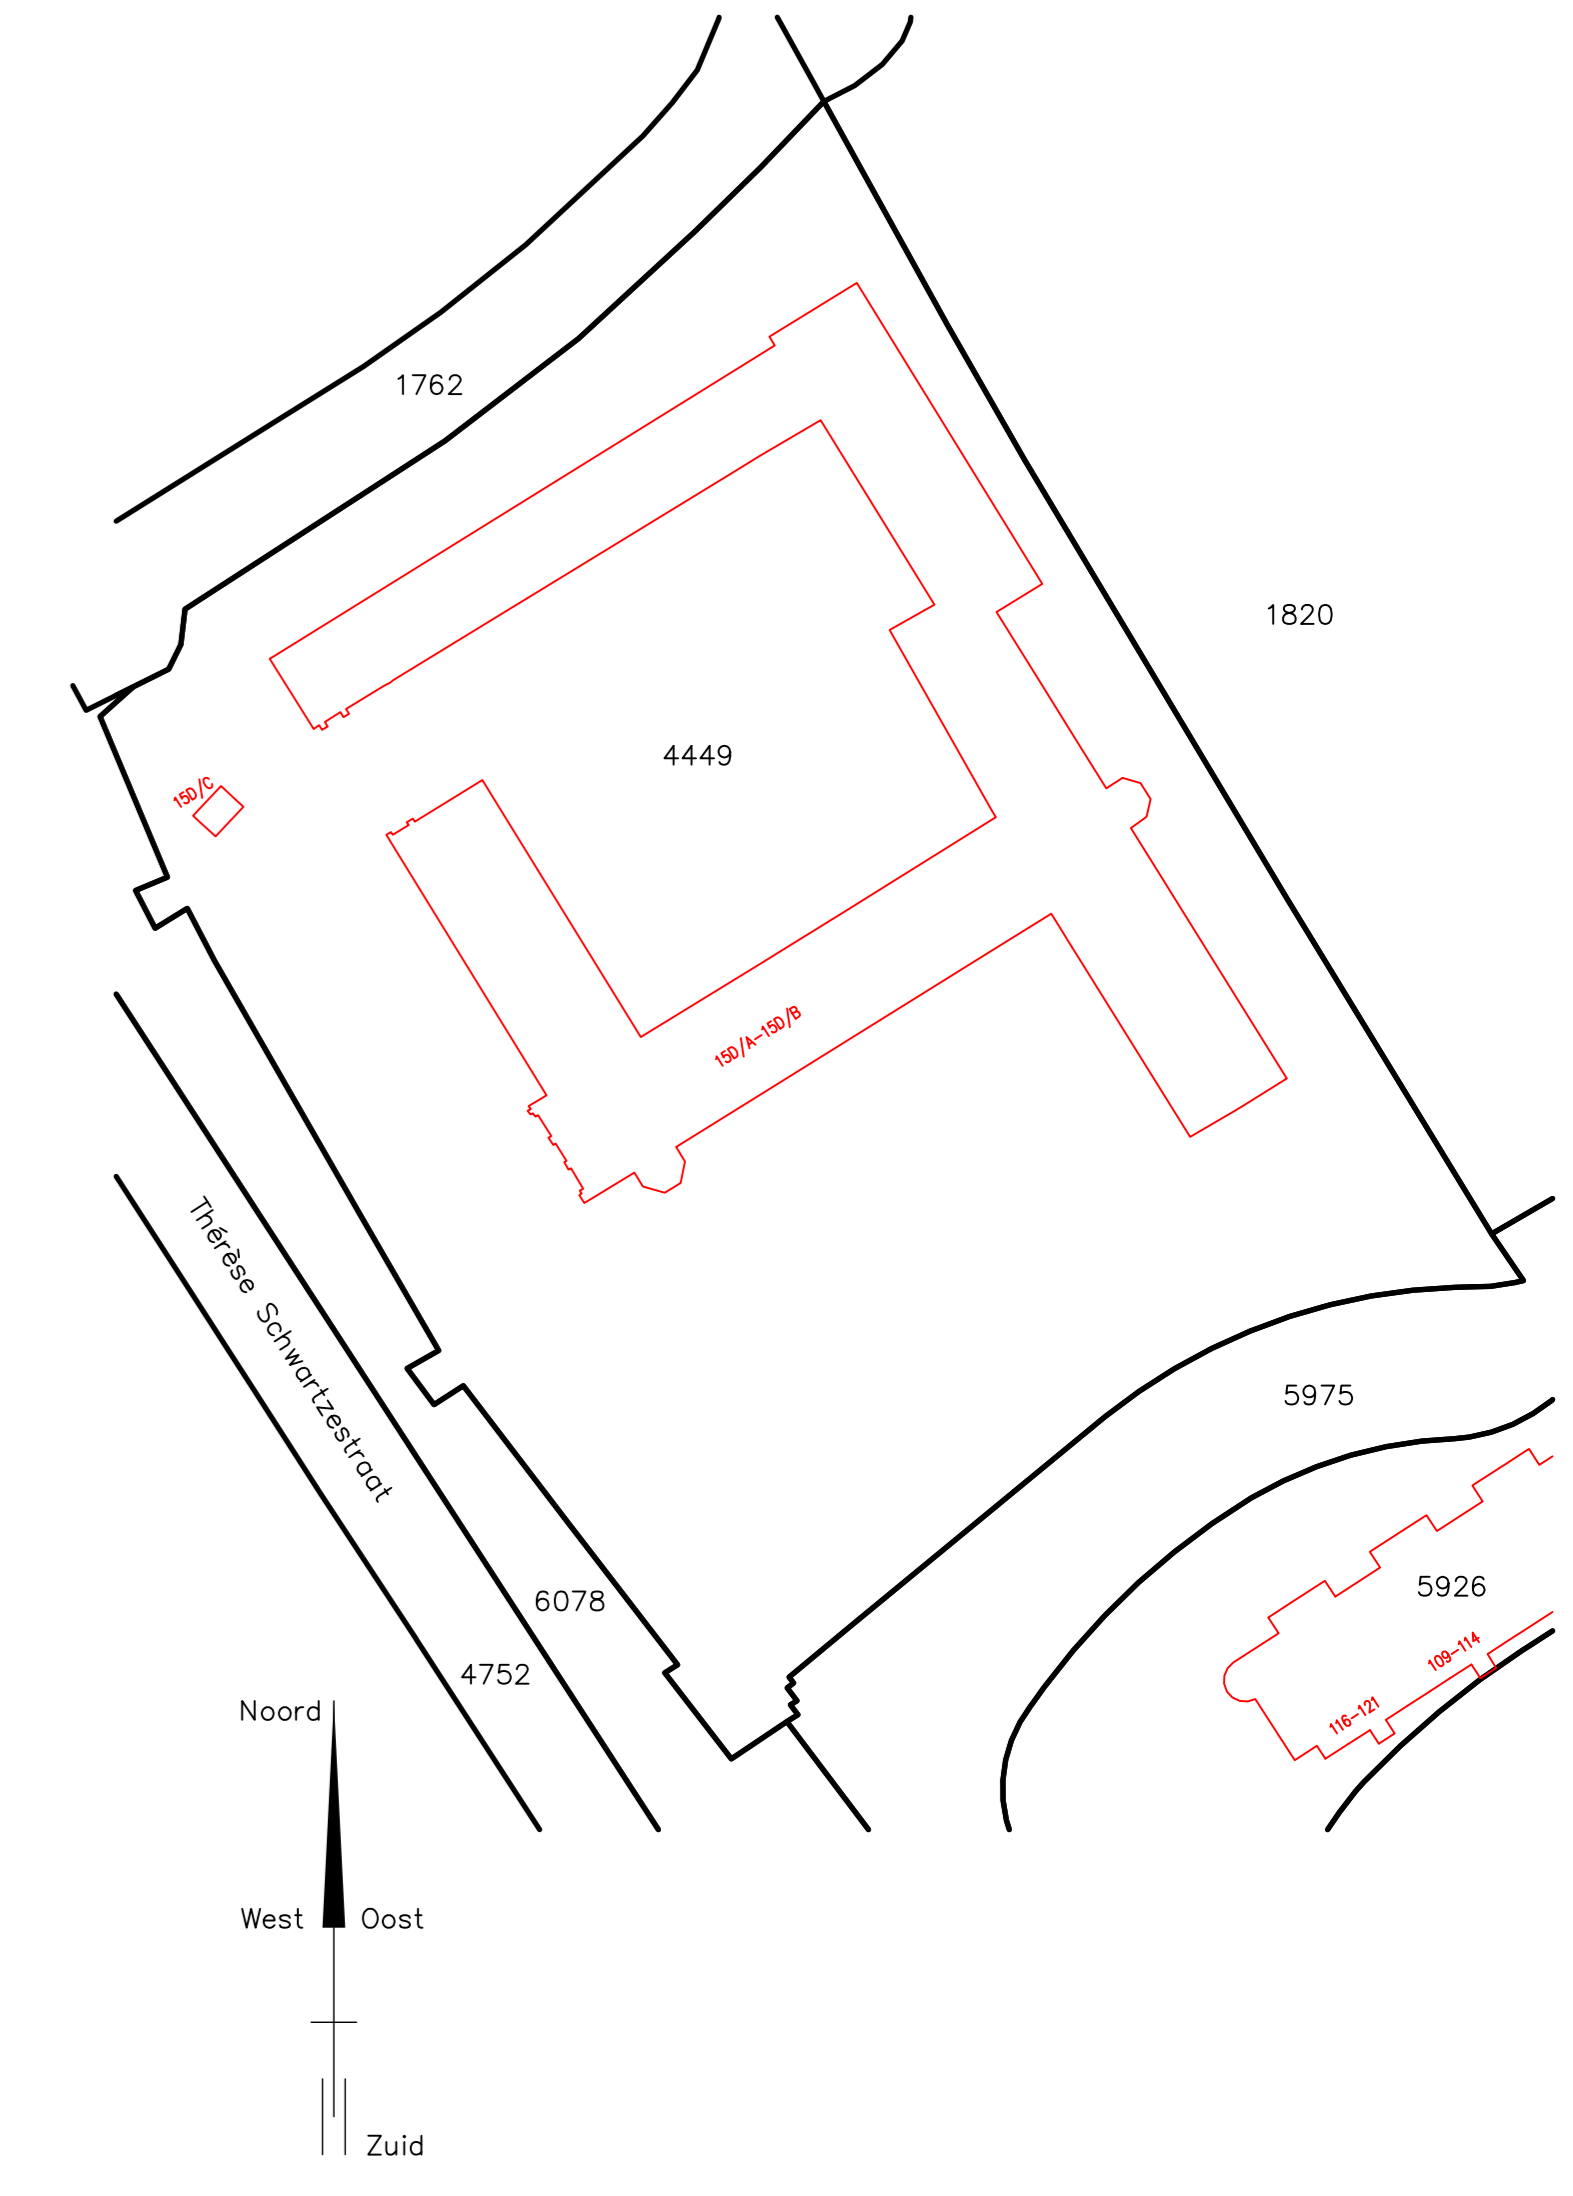 1762
1820
4449
15D/C
15D/A-15D/B
Thérèse Schwartzestraat
5975
5926
109-114
116-121
6078
4752
Noord
West
Oost
Zuid